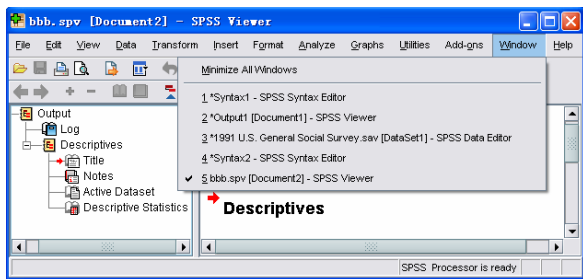 bbb.spv [Document2] - SPSS Viewer
File Edit View Data Transform Insert Format Analyze Graphs Utilities Add-ons Window Help
Minimize All Windows
1 *Syntax1 - SPSS Syntax Editor
2 *Output1 [Document1] - SPSS Viewer
3 *1991 U.S. General Social Survey.sav [DataSet1] - SPSS Data Editor
4 *Syntax2 - SPSS Syntax Editor
5 bbb.spv [Document2] - SPSS Viewer
Output
Log
Descriptives
Title
Notes
Active Dataset
Descriptive Statistics
Descriptives
SPSS Processor is ready